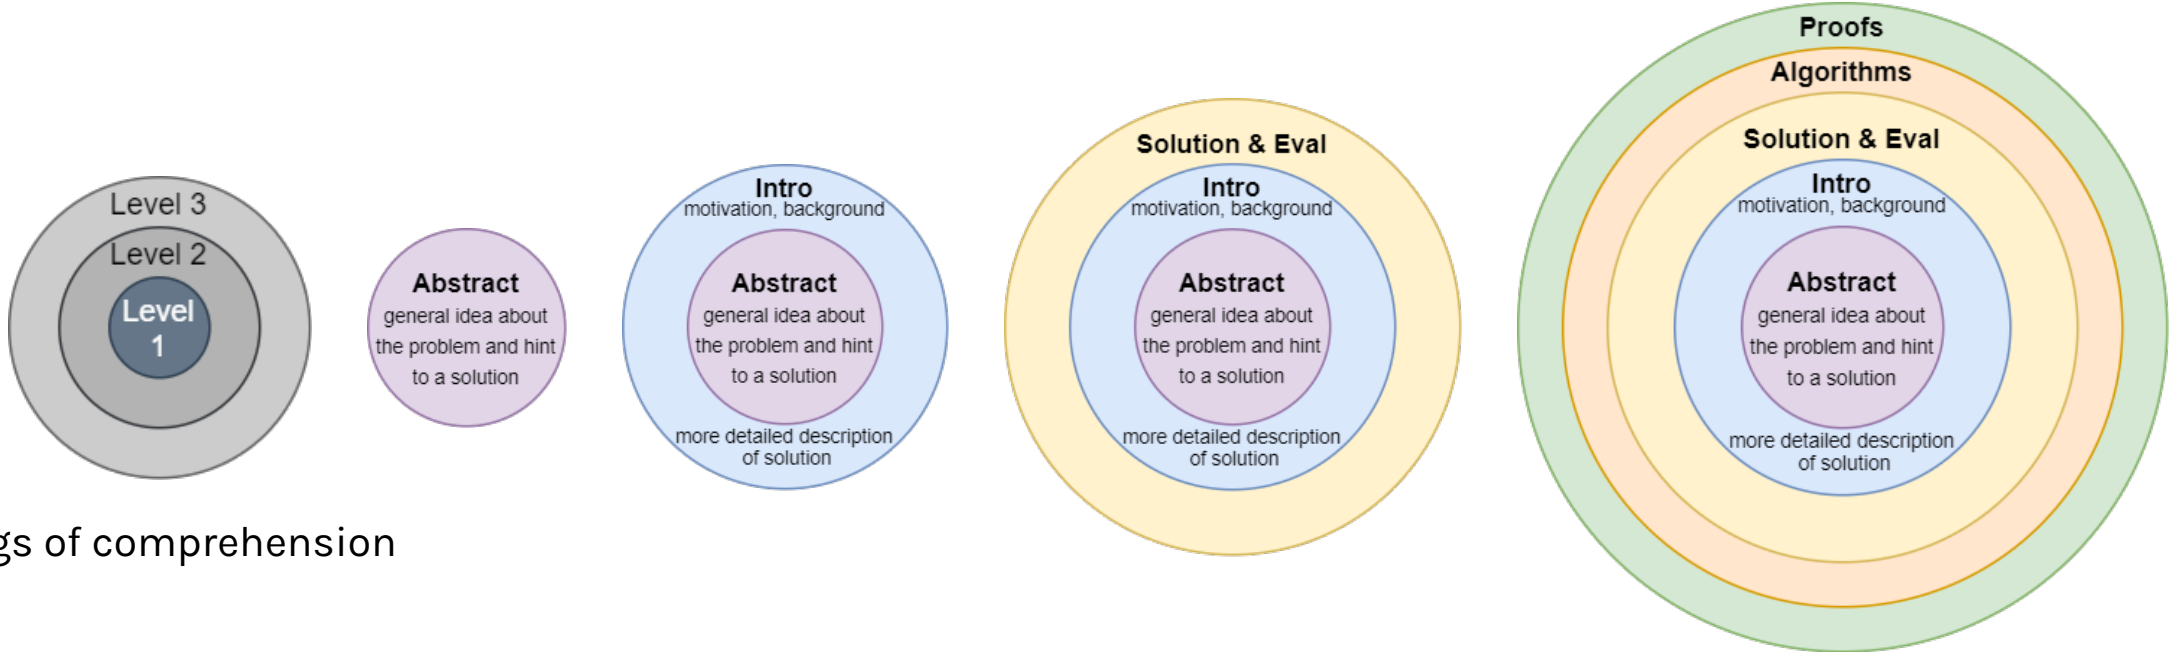 Level 3
Level 2
Level
1
Abstract
general idea about
the problem and hint
to a solution
Intro
motivation, background
Abstract
general idea about
the problem and hint
to a solution
more detailed description
of solution
Solution & Eval
Intro
motivation, background
Abstract
general idea about
the problem and hint
to a solution
more detailed description
of solution
Proofs
Algorithms
Solution & Eval
Intro
motivation, background
Abstract
general idea about
the problem and hint
to a solution
more detailed description
of solution
gs of comprehension